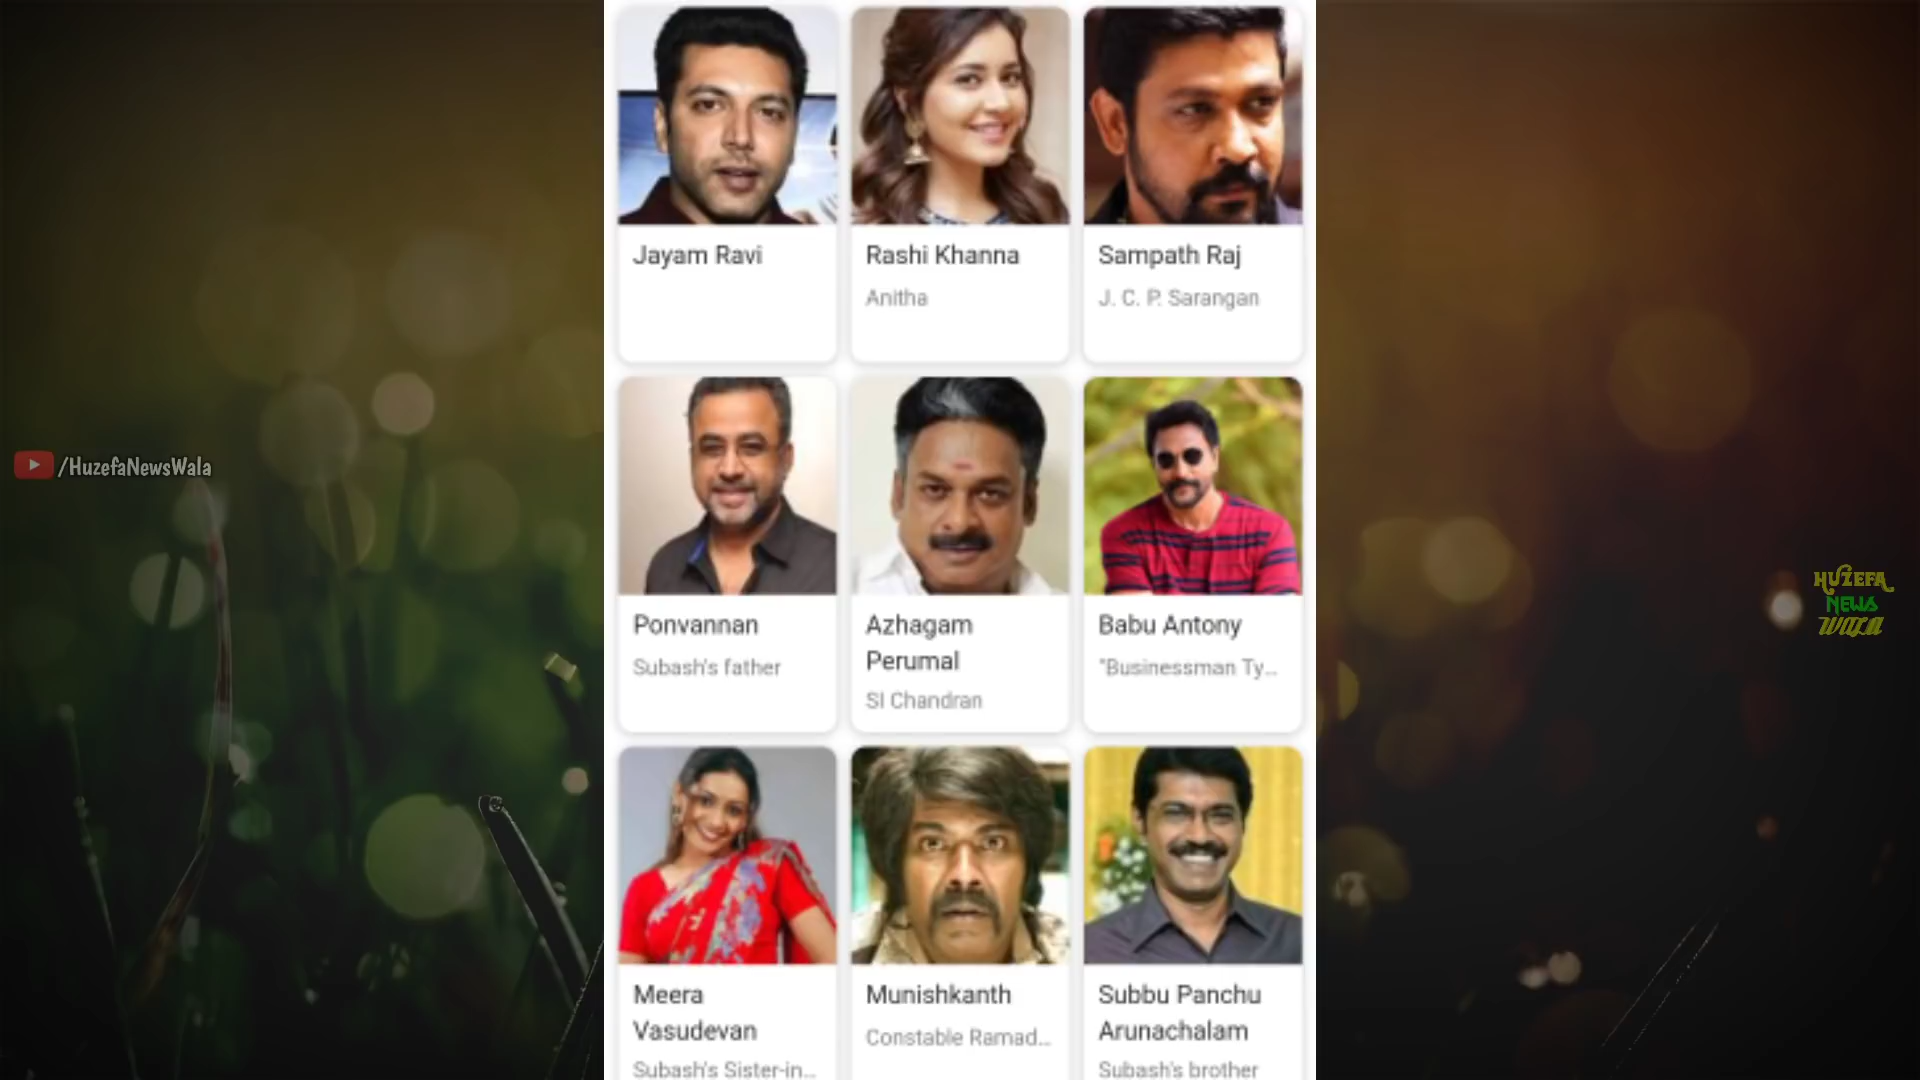 Jayam Ravi
Rashi Khanna
Sampath Raj
Anitha
J. C. P. Sarangan
/HuzefaNewsWala
Ponvannan
Azhagam
Perumal
Babu Antony
Subash's father
SI Chandran
"Businessman Ty...
HUZEFA
NEWS
WALA
Meera
Vasudevan
Munishkanth
Subbu Panchu
Arunachalam
Subash's Sister-in...
Constable Ramad...
Subash's brother